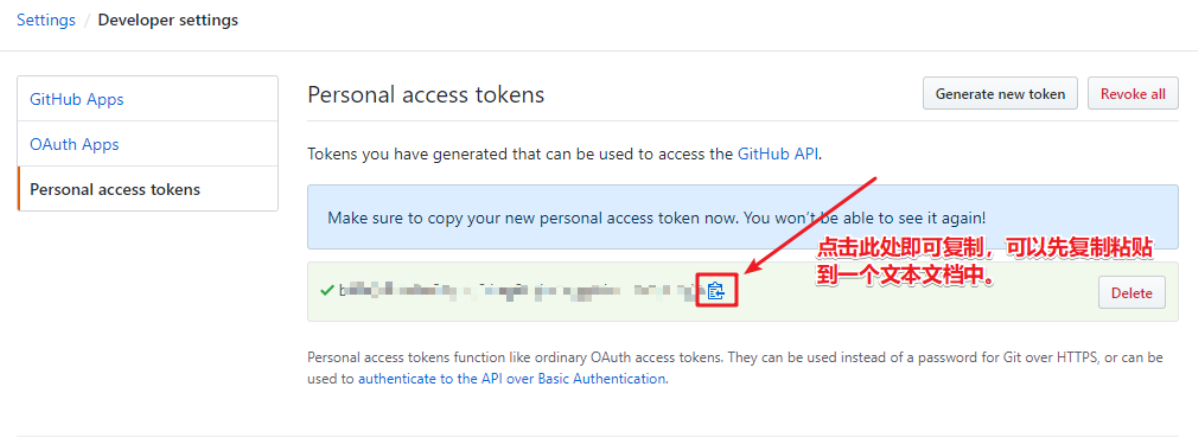 Settings / Developer settings
GitHub Apps
OAuth Apps
Personal access tokens
Personal access tokens
Generate new token
Revoke all
Tokens you have generated that can be used to access the GitHub API.
Make sure to copy your new personal access token now. You won't be able to see it again!
点击此处即可复制，可以先复制粘贴
到一个文本文档中。
Delete
Personal access tokens function like ordinary OAuth access tokens. They can be used instead of a password for Git over HTTPS, or can be
used to authenticate to the API over Basic Authentication.